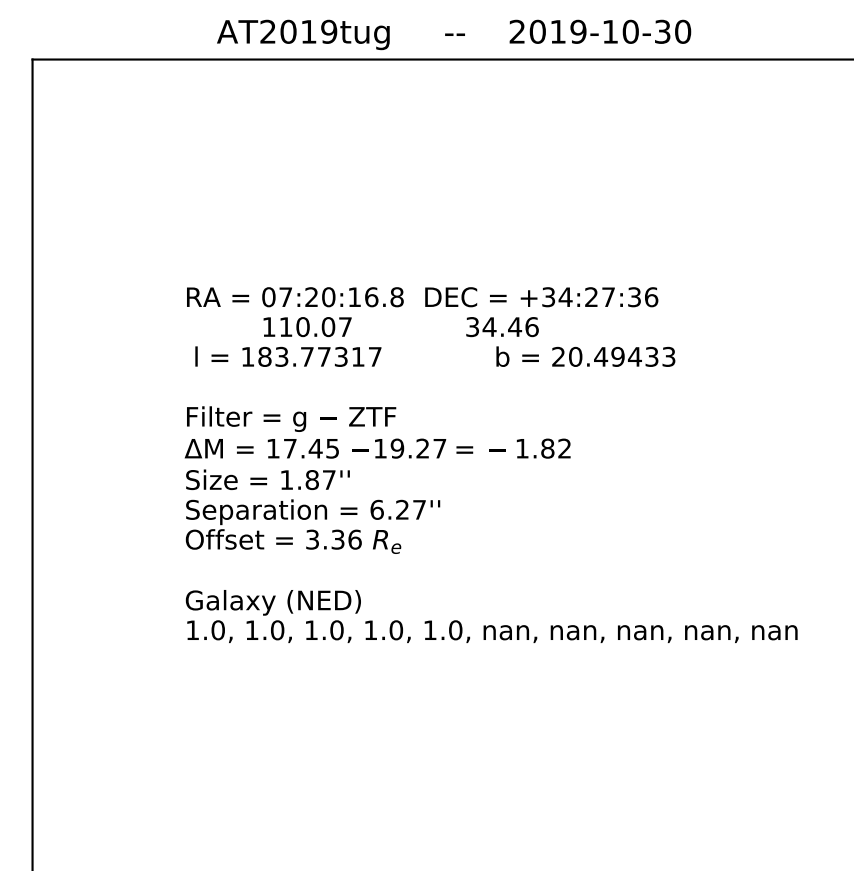 AT2019tug -- 2019-10-30
RA = 07:20:16.8 DEC = +34:27:36
110.07 34.46
l = 183.77317 b = 20.49433
Filter = g − ZTF
ΔM = 17.45 −19.27 = − 1.82
Size = 1.87''
Separation = 6.27''
Offset = 3.36 Re
Galaxy (NED)
1.0, 1.0, 1.0, 1.0, 1.0, nan, nan, nan, nan, nan